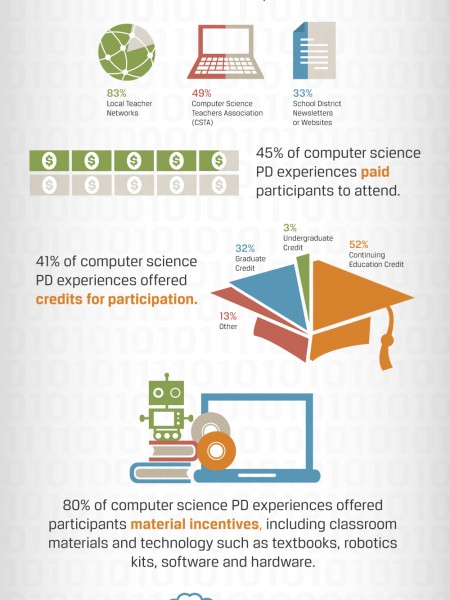 83%
Local Teacher
Networks
49%
Computer Science
Teachers Association
(CSTA)
33%
School District
Newsletters
or Websites
$ $ $ $ $
$ $ $ $ $
45% of computer science
PD experiences paid
participants to attend.
41% of computer science
PD experiences offered
credits for participation.
3%
Undergraduate
Credit
32%
Graduate
Credit
52%
Continuing
Education Credit
13%
Other
80% of computer science PD experiences offered
participants material incentives, including classroom
materials and technology such as textbooks, robotics
kits, software and hardware.